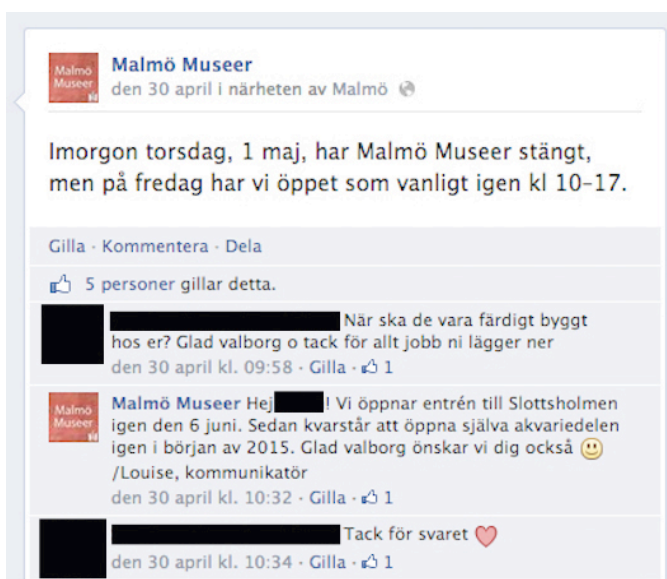 Malmö
Museer
Malmö Museer
den 30 april i närheten av Malmö
Imorgon torsdag, 1 maj, har Malmö Museer stängt,
men på fredag har vi öppet som vanligt igen kl 10–17.
Gilla · Kommentera · Dela
5 personer gillar detta.
När ska de vara färdigt byggt
hos er? Glad valborg o tack för allt jobb ni lägger ner
den 30 april kl. 09:58 · Gilla · 1
Malmö
Museer
Malmö Museer Hej ! Vi öppnar entrén till Slottsholmen
igen den 6 juni. Sedan kvarstår att öppna själva akvariedelen
igen i början av 2015. Glad valborg önskar vi dig också
/Louise, kommunikatör
den 30 april kl. 10:32 · Gilla · 1
Tack för svaret
den 30 april kl. 10:34 · Gilla · 1